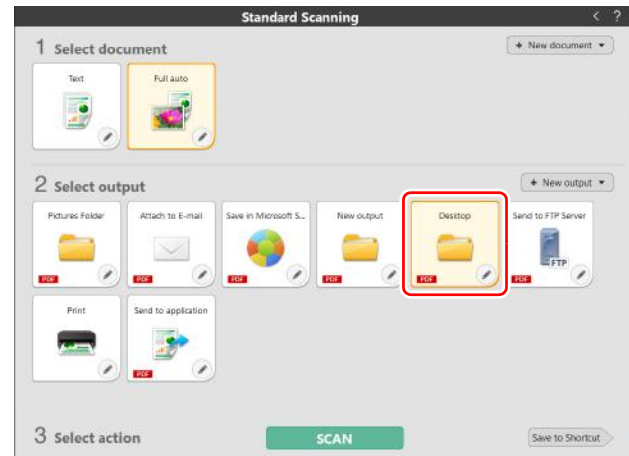 Standard Scanning < ?
1 Select document
+ New document ▼
Text
Full auto
2 Select output
+ New output ▼
Pictures Folder
Attach to E-mail
Save in Microsoft S...
New output
Desktop
Send to FTP Server
PDF
PDF
PDF
PDF
PDF
FTP
PDF
Print
Send to application
PDF
3 Select action
SCAN
Save to Shortcut